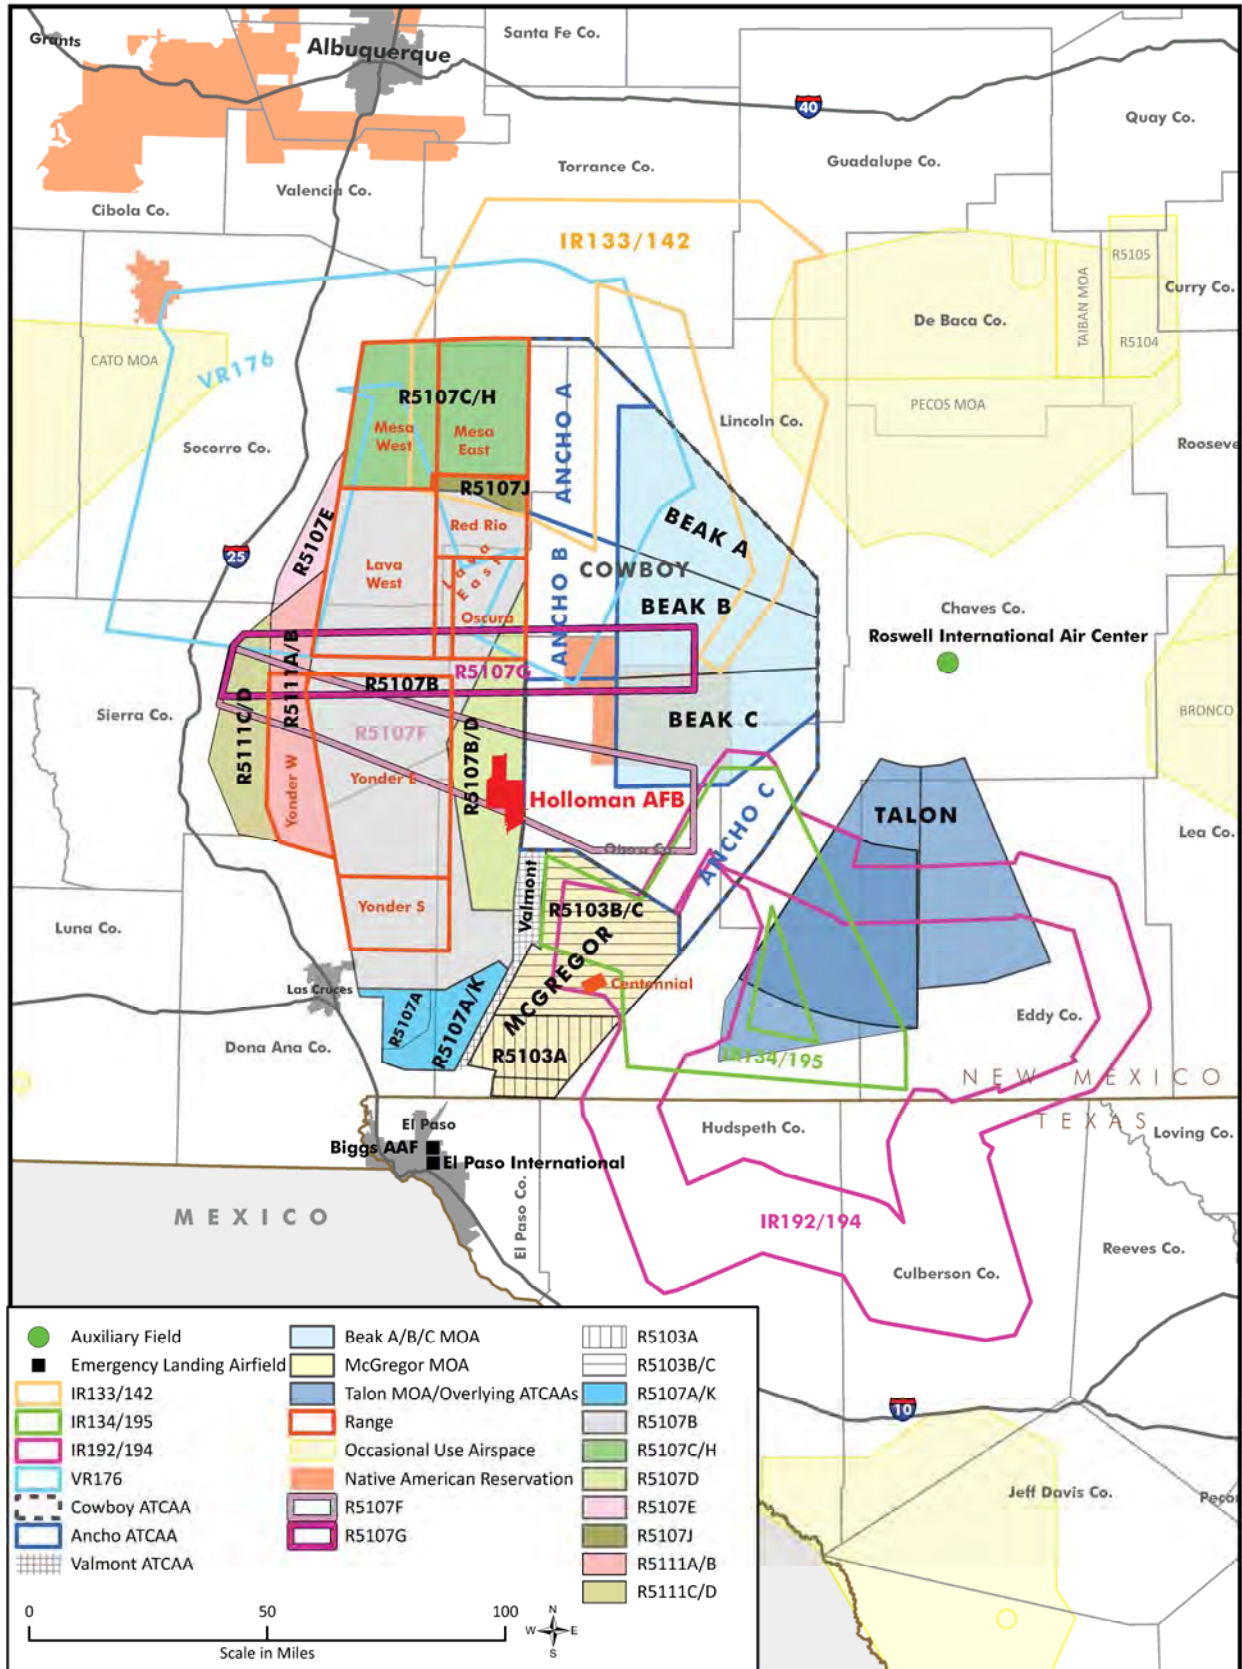 Grants
Albuquerque
Santa Fe Co.
40
Quay Co.
Torrance Co.
Guadalupe Co.
Valencia Co.
Cibola Co.
IR133/142
R5105
TAIBAN MOA
Curry Co.
De Baca Co.
R5104
CATO MOA
VR176
R5107C/H
ANCHO A
PECOS MOA
Mesa
West
Mesa
East
Lincoln Co.
Socorro Co.
Rooseve
R5107J
R5107E
Red Rio
BEAK A
25
Lava
West
Lava
East
COWBOY
ANCHO B
BEAK B
Oscura
Chaves Co.
Roswell International Air Center
R5111A/B
R5107G
R5107B
Sierra Co.
R5111C/D
R5107F
BEAK C
BRONCO
R5107B/D
Yonder W
Yonder E
Holloman AFB
ANCHO C
TALON
Lea Co.
Otero Co.
Valmont
Yonder S
R5103B/C
Luna Co.
MCGREGOR
Centennial
Las Cruces
R5107A
R5107A/K
Eddy Co.
Dona Ana Co.
R5103A
IR134/195
NEW MEXICO
TEXAS
El Paso
Hudspeth Co.
Loving Co.
Biggs AAF
El Paso International
El Paso Co.
MEXICO
IR192/194
Reeves Co.
Culberson Co.
10
Jeff Davis Co.
Peco
Auxiliary Field
Emergency Landing Airfield
IR133/142
IR134/195
IR192/194
VR176
Cowboy ATCAA
Ancho ATCAA
Valmont ATCAA
Beak A/B/C MOA
McGregor MOA
Talon MOA/Overlying ATCAAs
Range
Occasional Use Airspace
Native American Reservation
R5107F
R5107G
R5103A
R5103B/C
R5107A/K
R5107B
R5107C/H
R5107D
R5107E
R5107J
R5111A/B
R5111C/D
0 50 100
Scale in Miles
N
W E
S